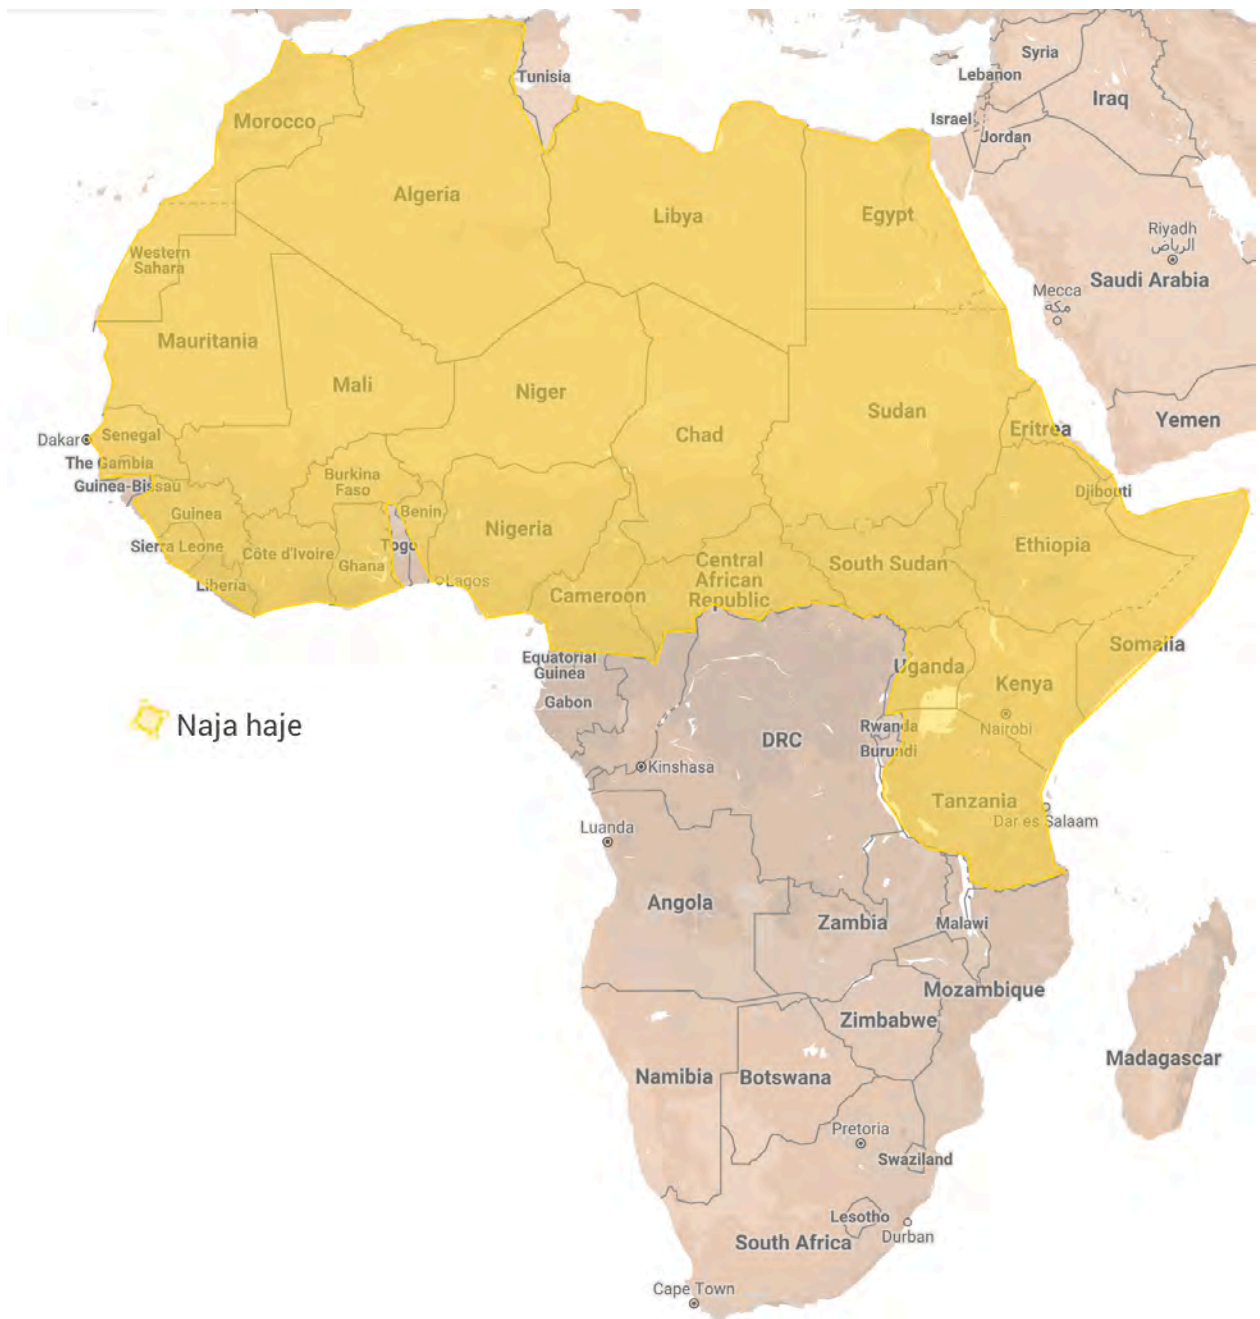 Tunisia
Syria
Lebanon
Iraq
Israel
Jordan
Morocco
Algeria
Libya
Egypt
Riyadh
الرياض
Saudi Arabia
Western
Sahara
Mecca
مكة
Mauritania
Mali
Niger
Chad
Sudan
Eritrea
Yemen
Dakar
Senegal
The Gambia
Guinea-Bissau
Burkina
Faso
Djibouti
Guinea
Benin
Nigeria
Sierra Leone
Côte d'Ivoire
Ghana
Togo
Ethiopia
Central
African
Republic
South Sudan
Liberia
Lagos
Cameroon
Somalia
Equatorial
Guinea
Uganda
Kenya
Gabon
Naja haje
DRC
Rwanda
Nairobi
Burundi
Kinshasa
Tanzania
Dar es Salaam
Luanda
Angola
Zambia
Malawi
Mozambique
Zimbabwe
Madagascar
Namibia
Botswana
Pretoria
Swaziland
Lesotho
Durban
South Africa
Cape Town